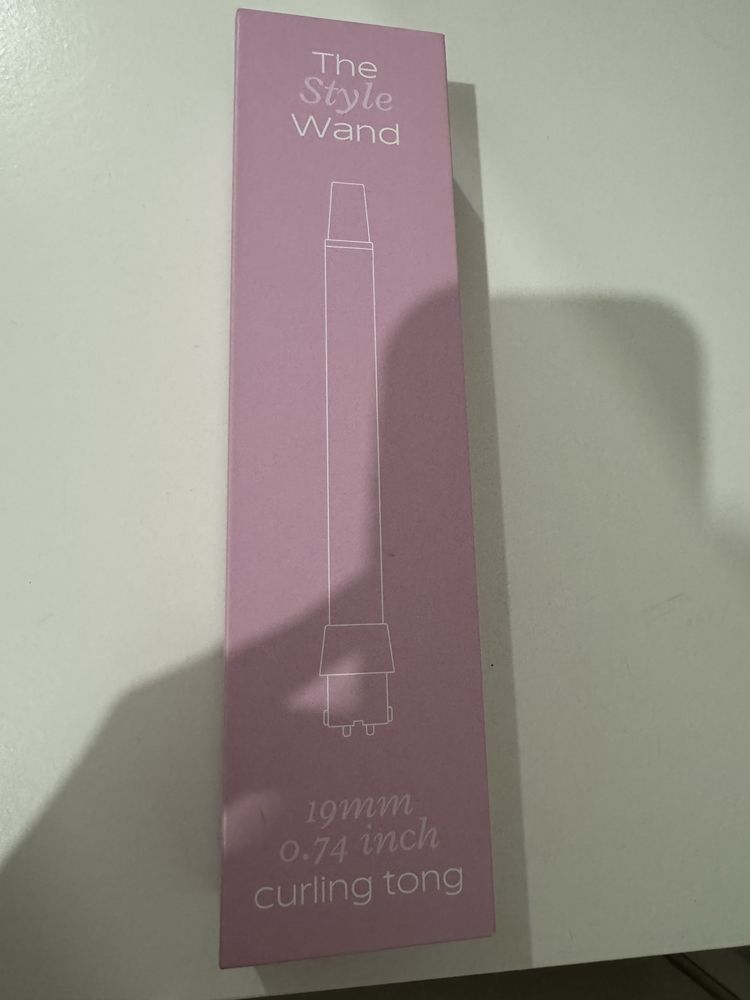 The
Style
Wand
19mm
0.74 inch
curling tong